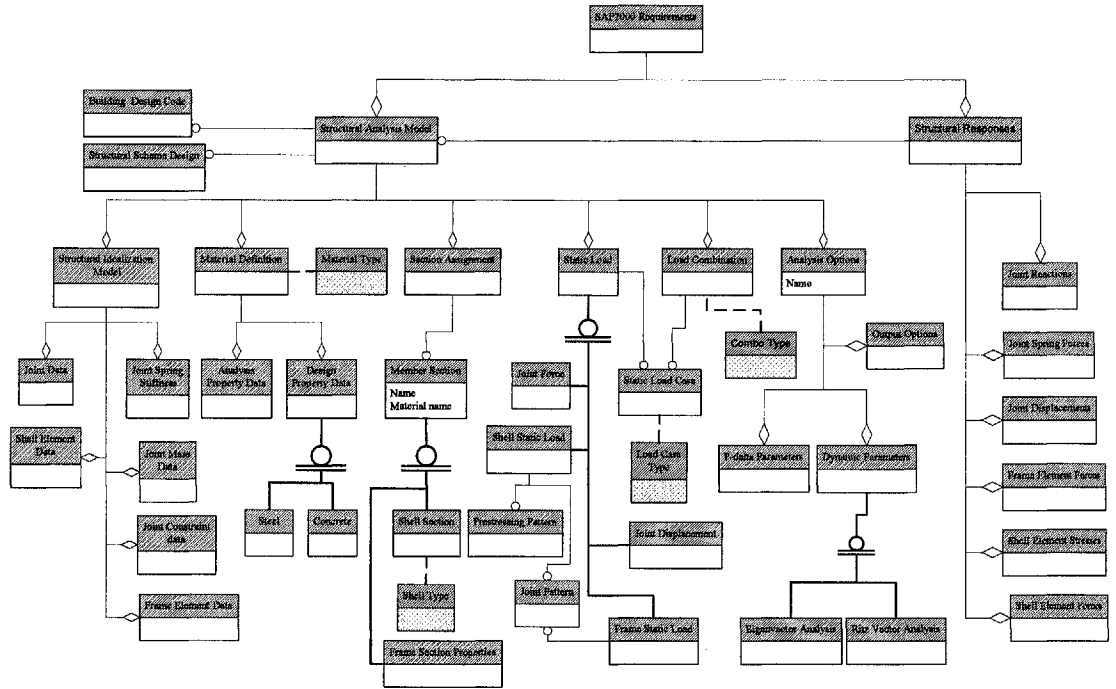 SAP2000 Requirements
Building Design Code
Structural Analysis Model
Structural Responses
Structural Scheme Design
Structural Idealization
Model
Material Definition
Material Type
Section Assignment
Static Load
Load Combination
Analysis Options
Name
Joint Reactions
Joint Data
Joint Spring
Stiffness
Analysis
Property Data
Design
Property Data
Member Section
Name
Material name
Joint Force
Static Load Case
Combo Type
Output Options
Joint Spring Forces
Joint Displacements
Shell Element
Data
Joint Mass
Data
Shell Static Load
Load Case
Type
P-delta Parameters
Dynamic Parameters
Frame Element Forces
Joint Constraint
data
Steel
Concrete
Shell Section
Prestressing Pattern
Joint Displacement
Shell Element Stresses
Frame Element Data
Shell Type
Joint Pattern
Frame Static Load
Eigenvector Analysis
Ritz Vector Analysis
Shell Element Forces
Frame Section Properties